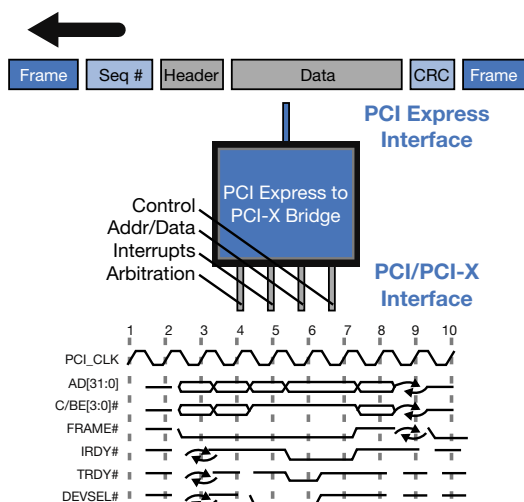 Frame Seq # Header Data CRC Frame
PCI Express
Interface
PCI Express to
PCI-X Bridge
Control
Addr/Data
Interrupts
Arbitration
PCI/PCI-X
Interface
1 2 3 4 5 6 7 8 9 10
PCI_CLK
AD[31:0]
C/BE[3:0]#
FRAME#
IRDY#
TRDY#
DEVSEL#